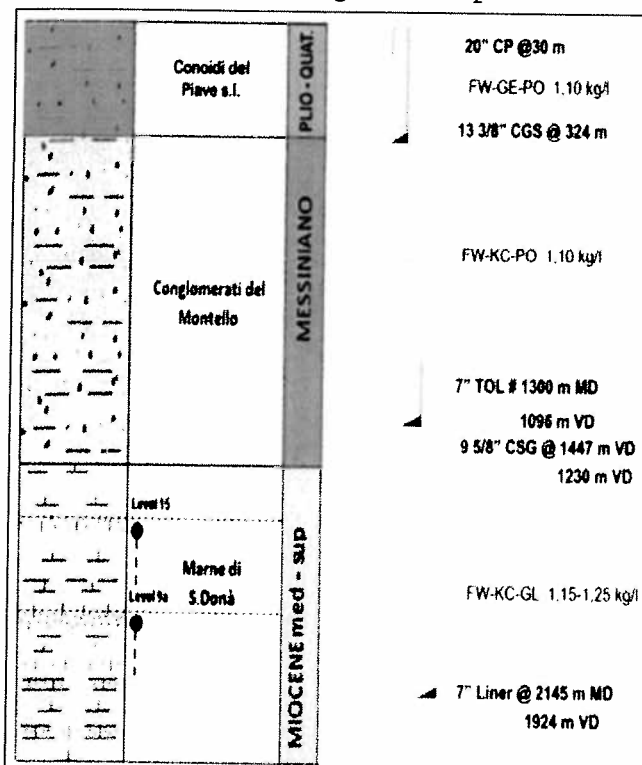 Conoidi del
Piave s.l.
PLIO - QUAT.
20" CP @30 m
FW-GE-PO 1,10 kg/l
13 3/8" CGS @ 324 m
Conglomerati del
Montello
MESSINIANO
FW-KC-PO 1,10 kg/l
7" TOL # 1300 m MD
1096 m VD
9 5/8" CSG @ 1447 m VD
1230 m VD
Level 15
Marne di
S.Donà
Level 9a
MIOCENE med - sup
FW-KC-GL 1,15-1,25 kg/l
7" Liner @ 2145 m MD
1924 m VD